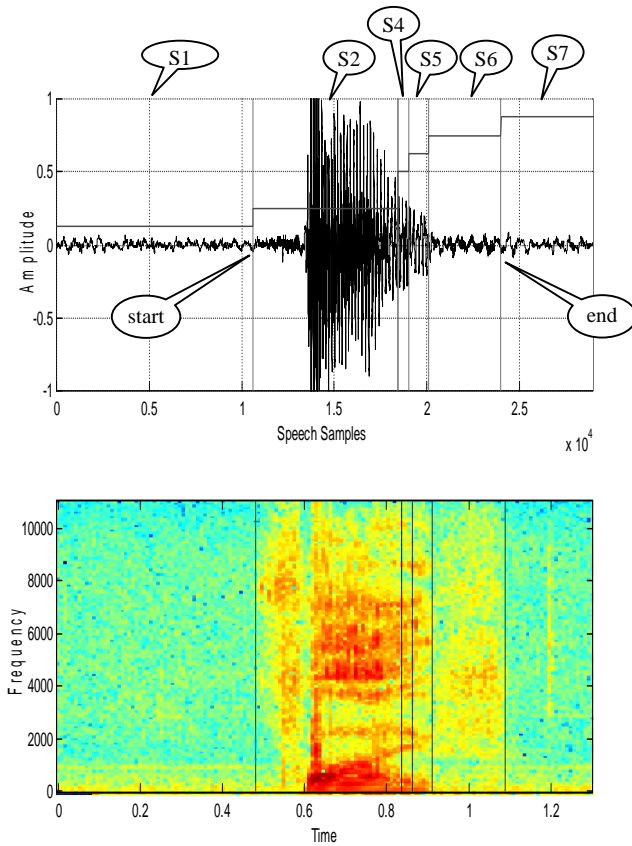 S1
S2
S4
S5
S6
S7
1
0.5
0
-0.5
-1
Amplitude
start
end
0 0.5 1 1.5 2 2.5
Speech Samples
x 10^4
10000
8000
6000
4000
2000
0
Frequency
0 0.2 0.4 0.6 0.8 1.0 1.2
Time